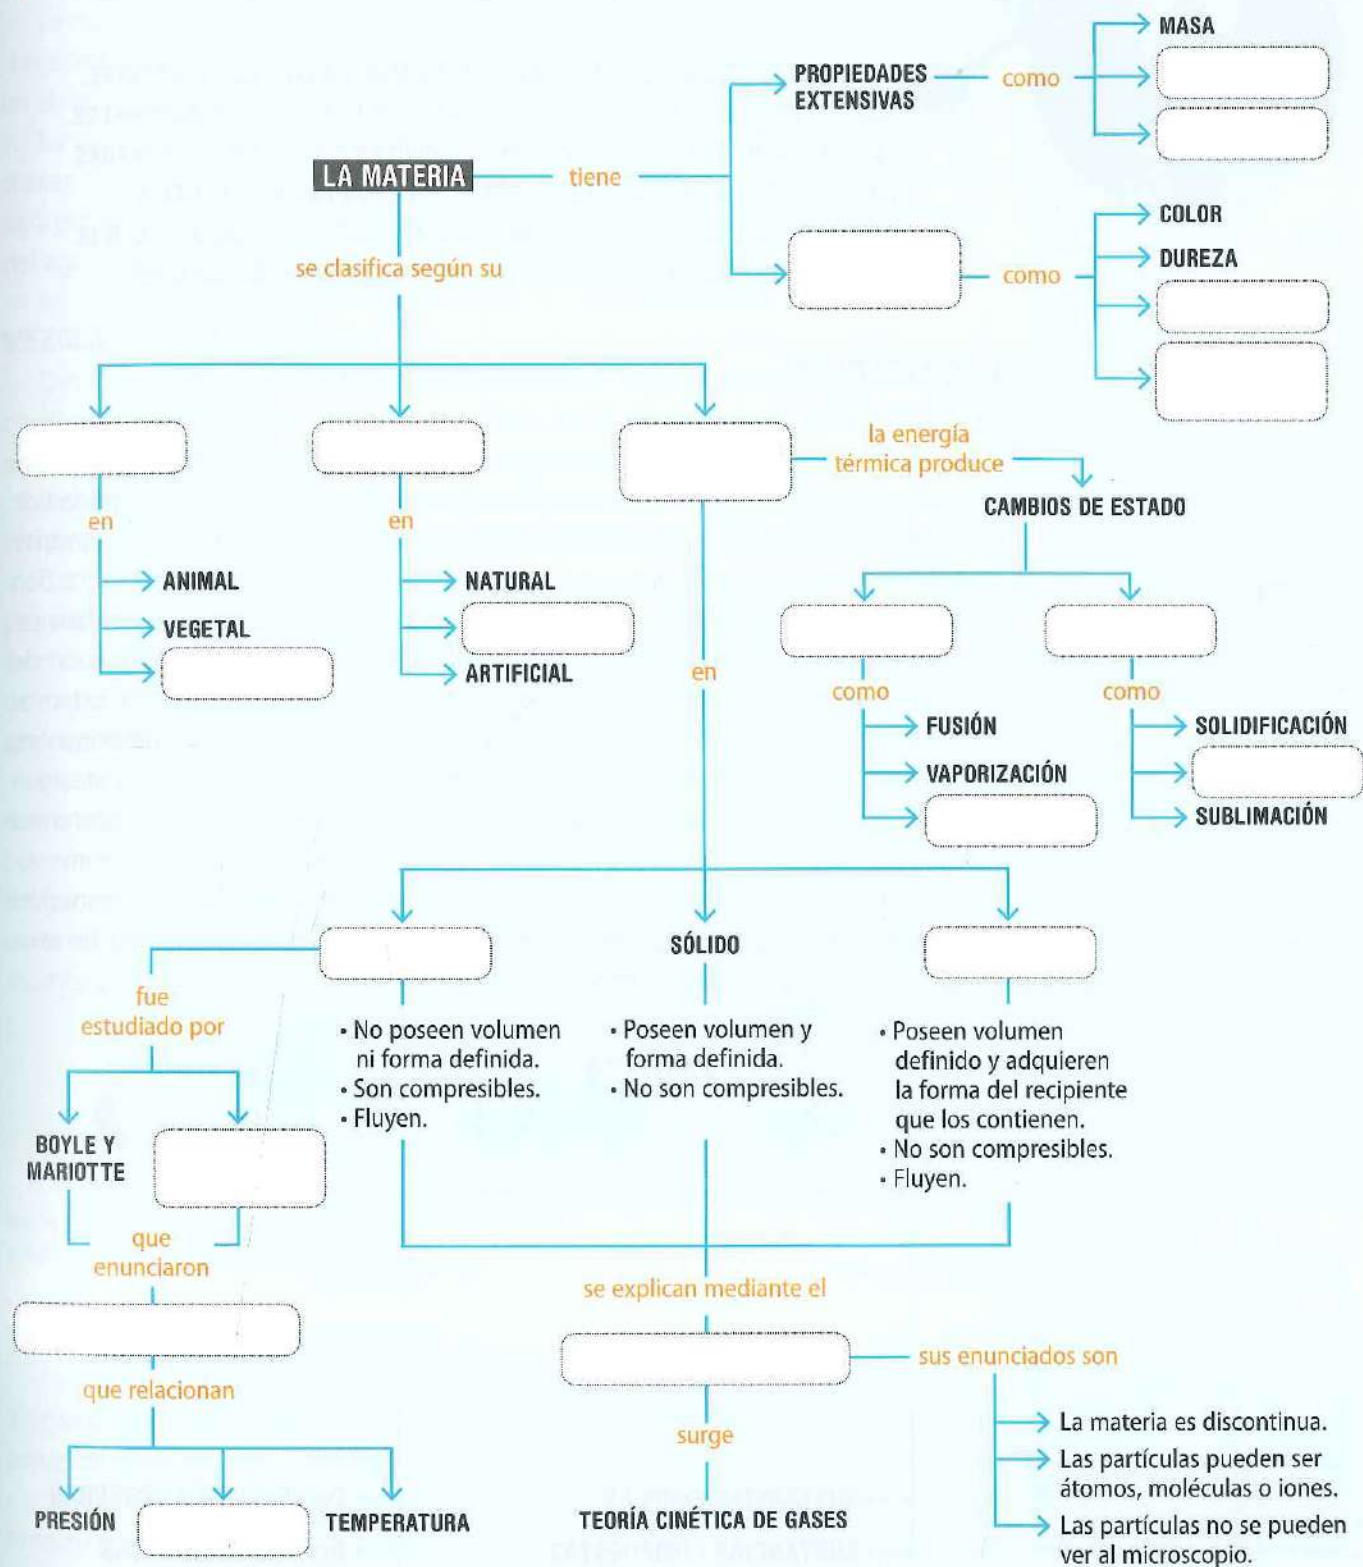 MASA
PROPIEDADES
EXTENSIVAS
como
LA MATERIA
tiene
COLOR
DUREZA
como
se clasifica según su
la energía
térmica produce
CAMBIOS DE ESTADO
en
en
ANIMAL
VEGETAL
NATURAL
ARTIFICIAL
en
como
como
FUSIÓN
VAPORIZACIÓN
SOLIDIFICACIÓN
SUBLIMACIÓN
SÓLIDO
fue
estudiado por
• No poseen volumen
ni forma definida.
• Son compresibles.
• Fluyen.
• Poseen volumen y
forma definida.
• No son compresibles.
• Poseen volumen
definido y adquieren
la forma del recipiente
que los contienen.
• No son compresibles.
• Fluyen.
BOYLE Y
MARIOTTE
que
enunciaron
se explican mediante el
sus enunciados son
que relacionan
surge
La materia es discontinua.
Las partículas pueden ser
átomos, moléculas o iones.
Las partículas no se pueden
ver al microscopio.
PRESIÓN
TEMPERATURA
TEORÍA CINÉTICA DE GASES